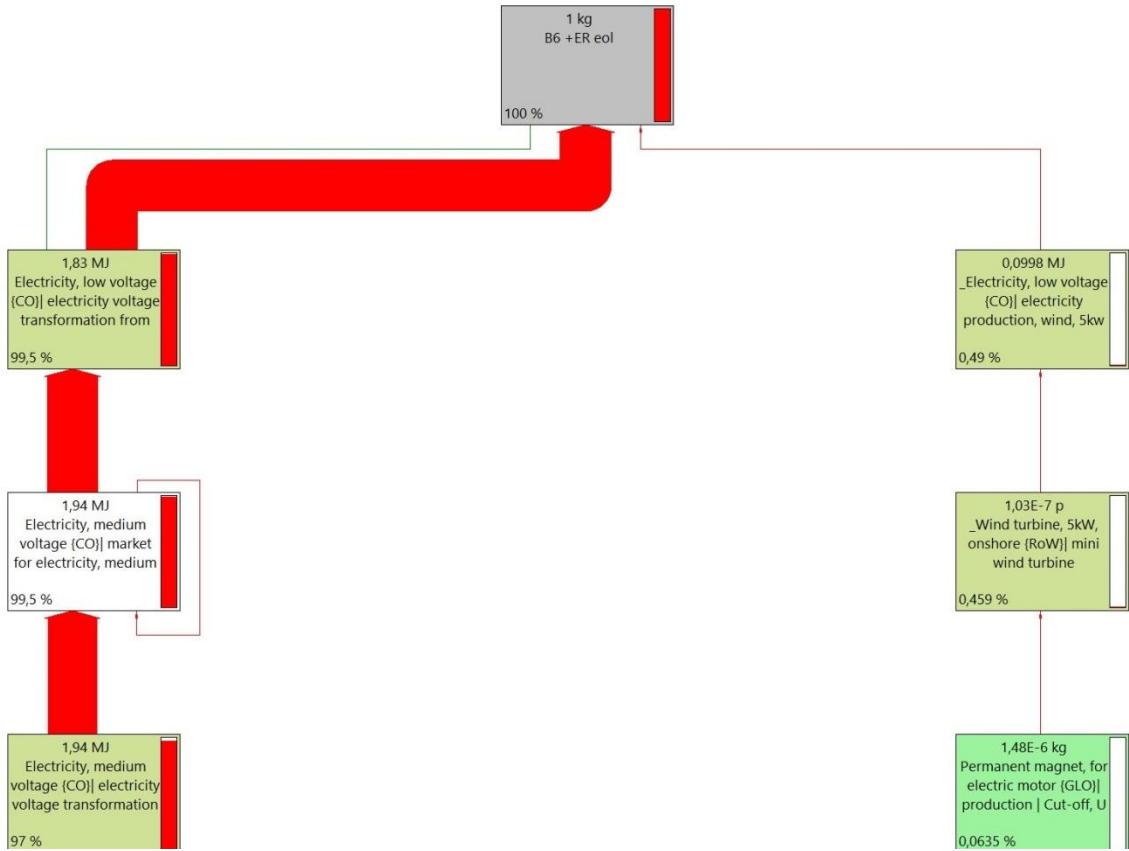 1 kg
B6 +ER eol
100 %
1,83 MJ
Electricity, low voltage
{CO}| electricity voltage
transformation from
99,5 %
0,0998 MJ
_Electricity, low voltage
{CO}| electricity
production, wind, 5kw
0,49 %
1,94 MJ
Electricity, medium
voltage {CO}| market
for electricity, medium
99,5 %
1,03E-7 p
_Wind turbine, 5kW,
onshore {RoW}| mini
wind turbine
0,459 %
1,94 MJ
Electricity, medium
voltage {CO}| electricity
voltage transformation
97 %
1,48E-6 kg
Permanent magnet, for
electric motor {GLO}|
production | Cut-off, U
0,0635 %